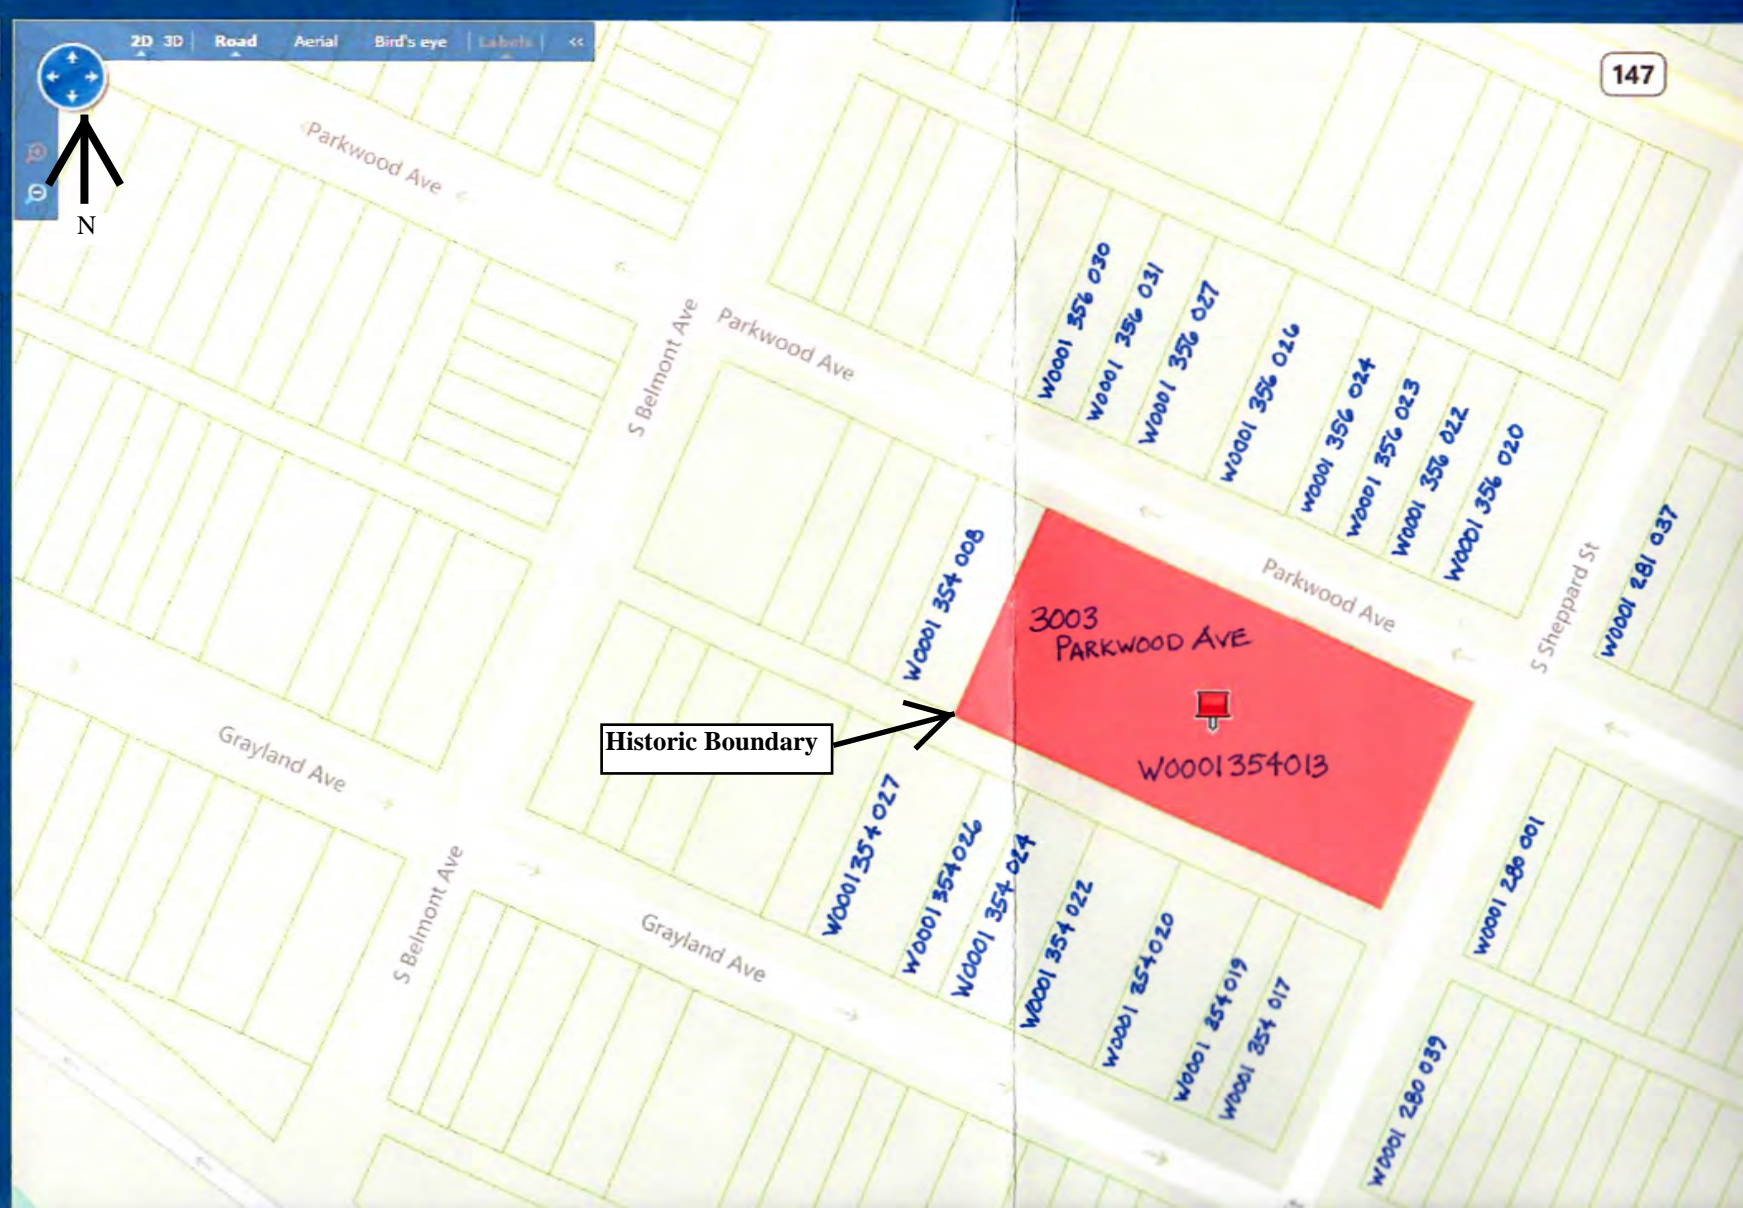 2D 3D Road Aerial Bird's eye Labels <<
147
N
Parkwood Ave
S Belmont Ave
Parkwood Ave
W0001 356 030
W0001 356 031
W0001 356 027
W0001 356 026
W0001 356 024
W0001 356 023
W0001 356 022
W0001 356 020
W0001 281 037
W0001 354 008
Parkwood Ave
S Sheppard St
3003
PARKWOOD AVE
W0001354013
Historic Boundary
Grayland Ave
S Belmont Ave
Grayland Ave
W0001 354 027
W0001 354 026
W0001 354 024
W0001 354 022
W0001 354 020
W0001 354 019
W0001 354 017
W0001 280 001
W0001 280 039